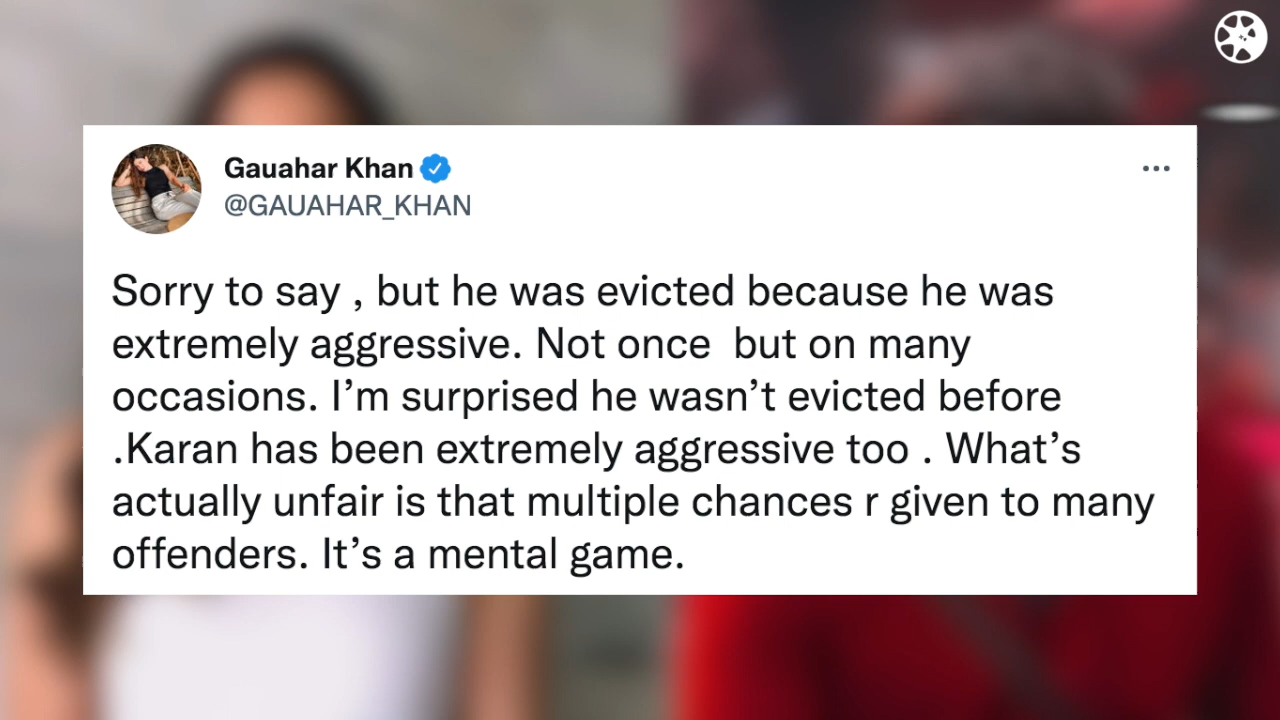 Gauahar Khan
@GAUAHAR_KHAN
Sorry to say , but he was evicted because he was
extremely aggressive. Not once  but on many
occasions. I’m surprised he wasn’t evicted before
.Karan has been extremely aggressive too . What’s
actually unfair is that multiple chances r given to many
offenders. It’s a mental game.